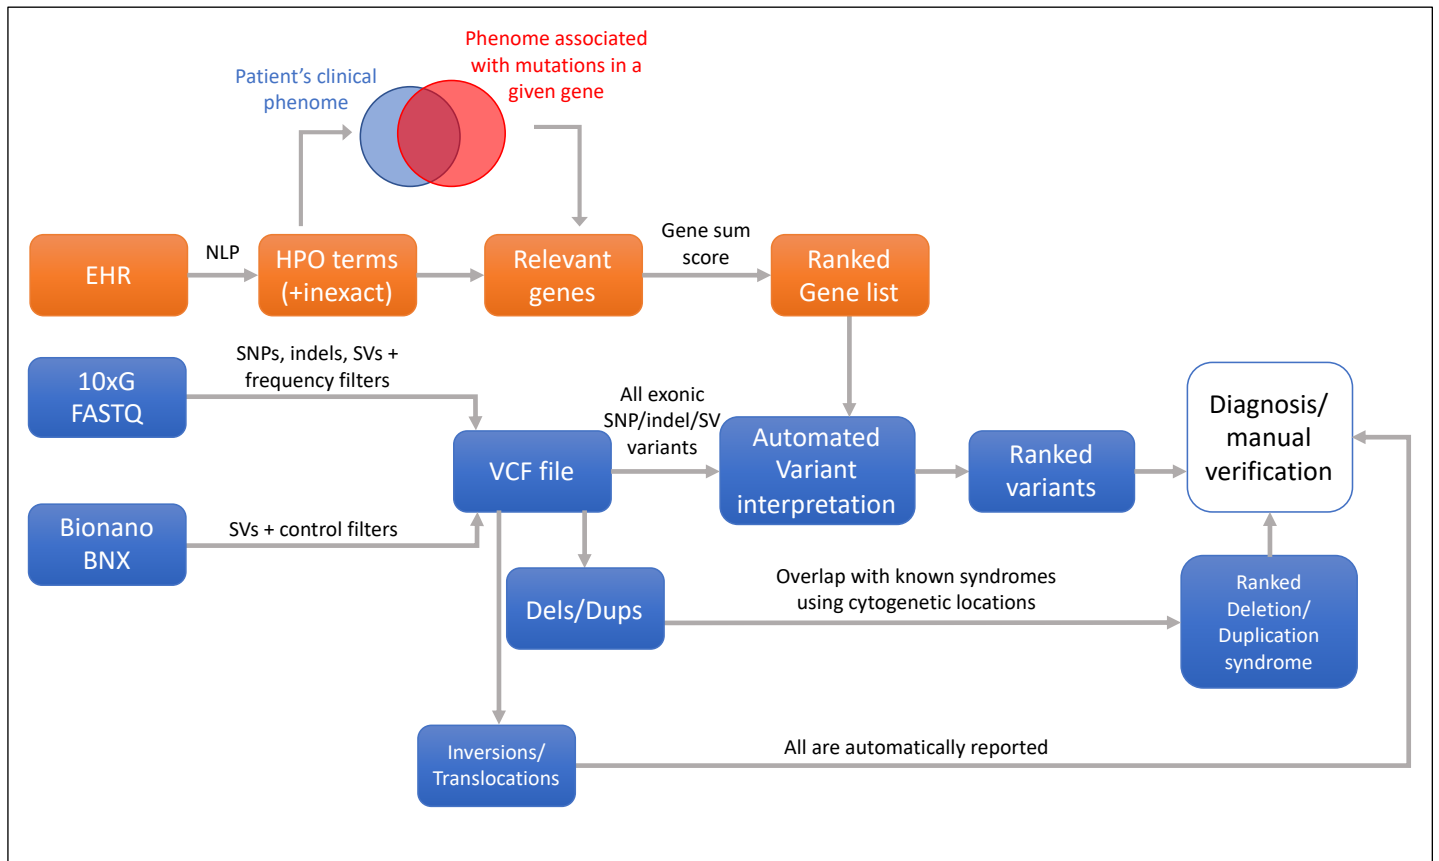 Phenome associated
with mutations in a
given gene
Patient's clinical
phenome
EHR
NLP
HPO terms
(+inexact)
Relevant
genes
Gene sum
score
Ranked
Gene list
10xG
FASTQ
SNPs, indels, SVs +
frequency filters
All exonic
SNP/indel/SV
variants
VCF file
Automated
Variant
interpretation
Ranked
variants
Diagnosis/
manual
verification
Bionano
BNX
SVs + control filters
Dels/Dups
Overlap with known syndromes
using cytogenetic locations
Ranked
Deletion/
Duplication
syndrome
Inversions/
Translocations
All are automatically reported